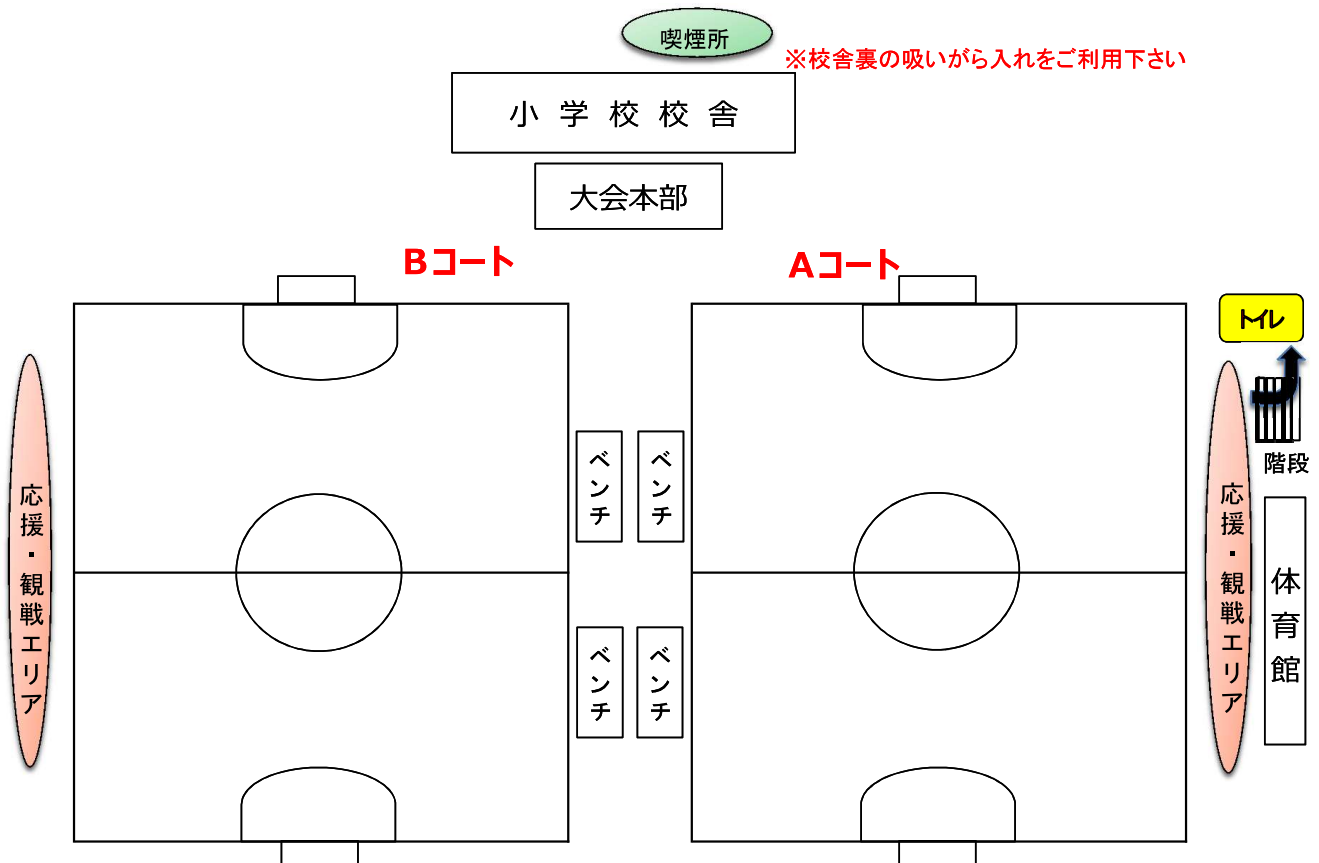 喫煙所
※校舎裏の吸いがら入れをご利用下さい
小学校校舎
大会本部
Bコート
Aコート
トイレ
階段
ベンチ
ベンチ
応援・観戦エリア
応援・観戦エリア
体育館
ベンチ
ベンチ